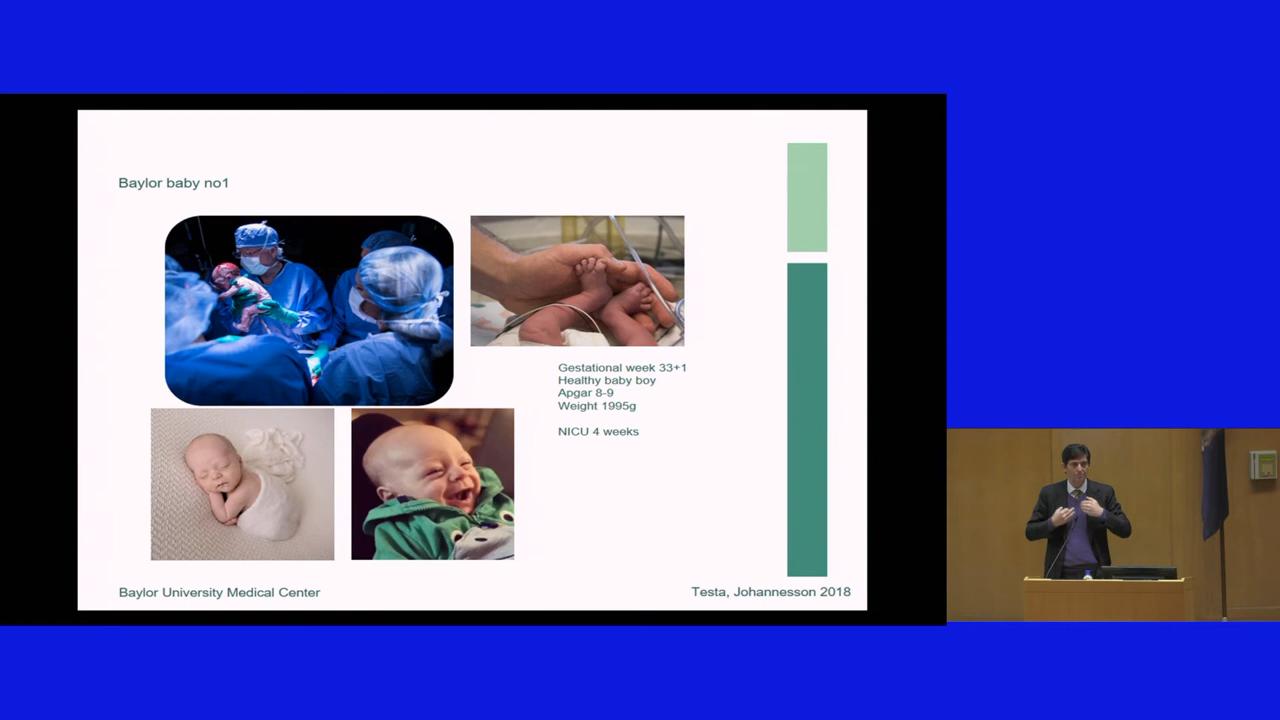 Baylor baby no1
Gestational week 33+1
Healthy baby boy
Apgar 8-9
Weight 1995g
NICU 4 weeks
Baylor University Medical Center
Testa, Johannesson 2018